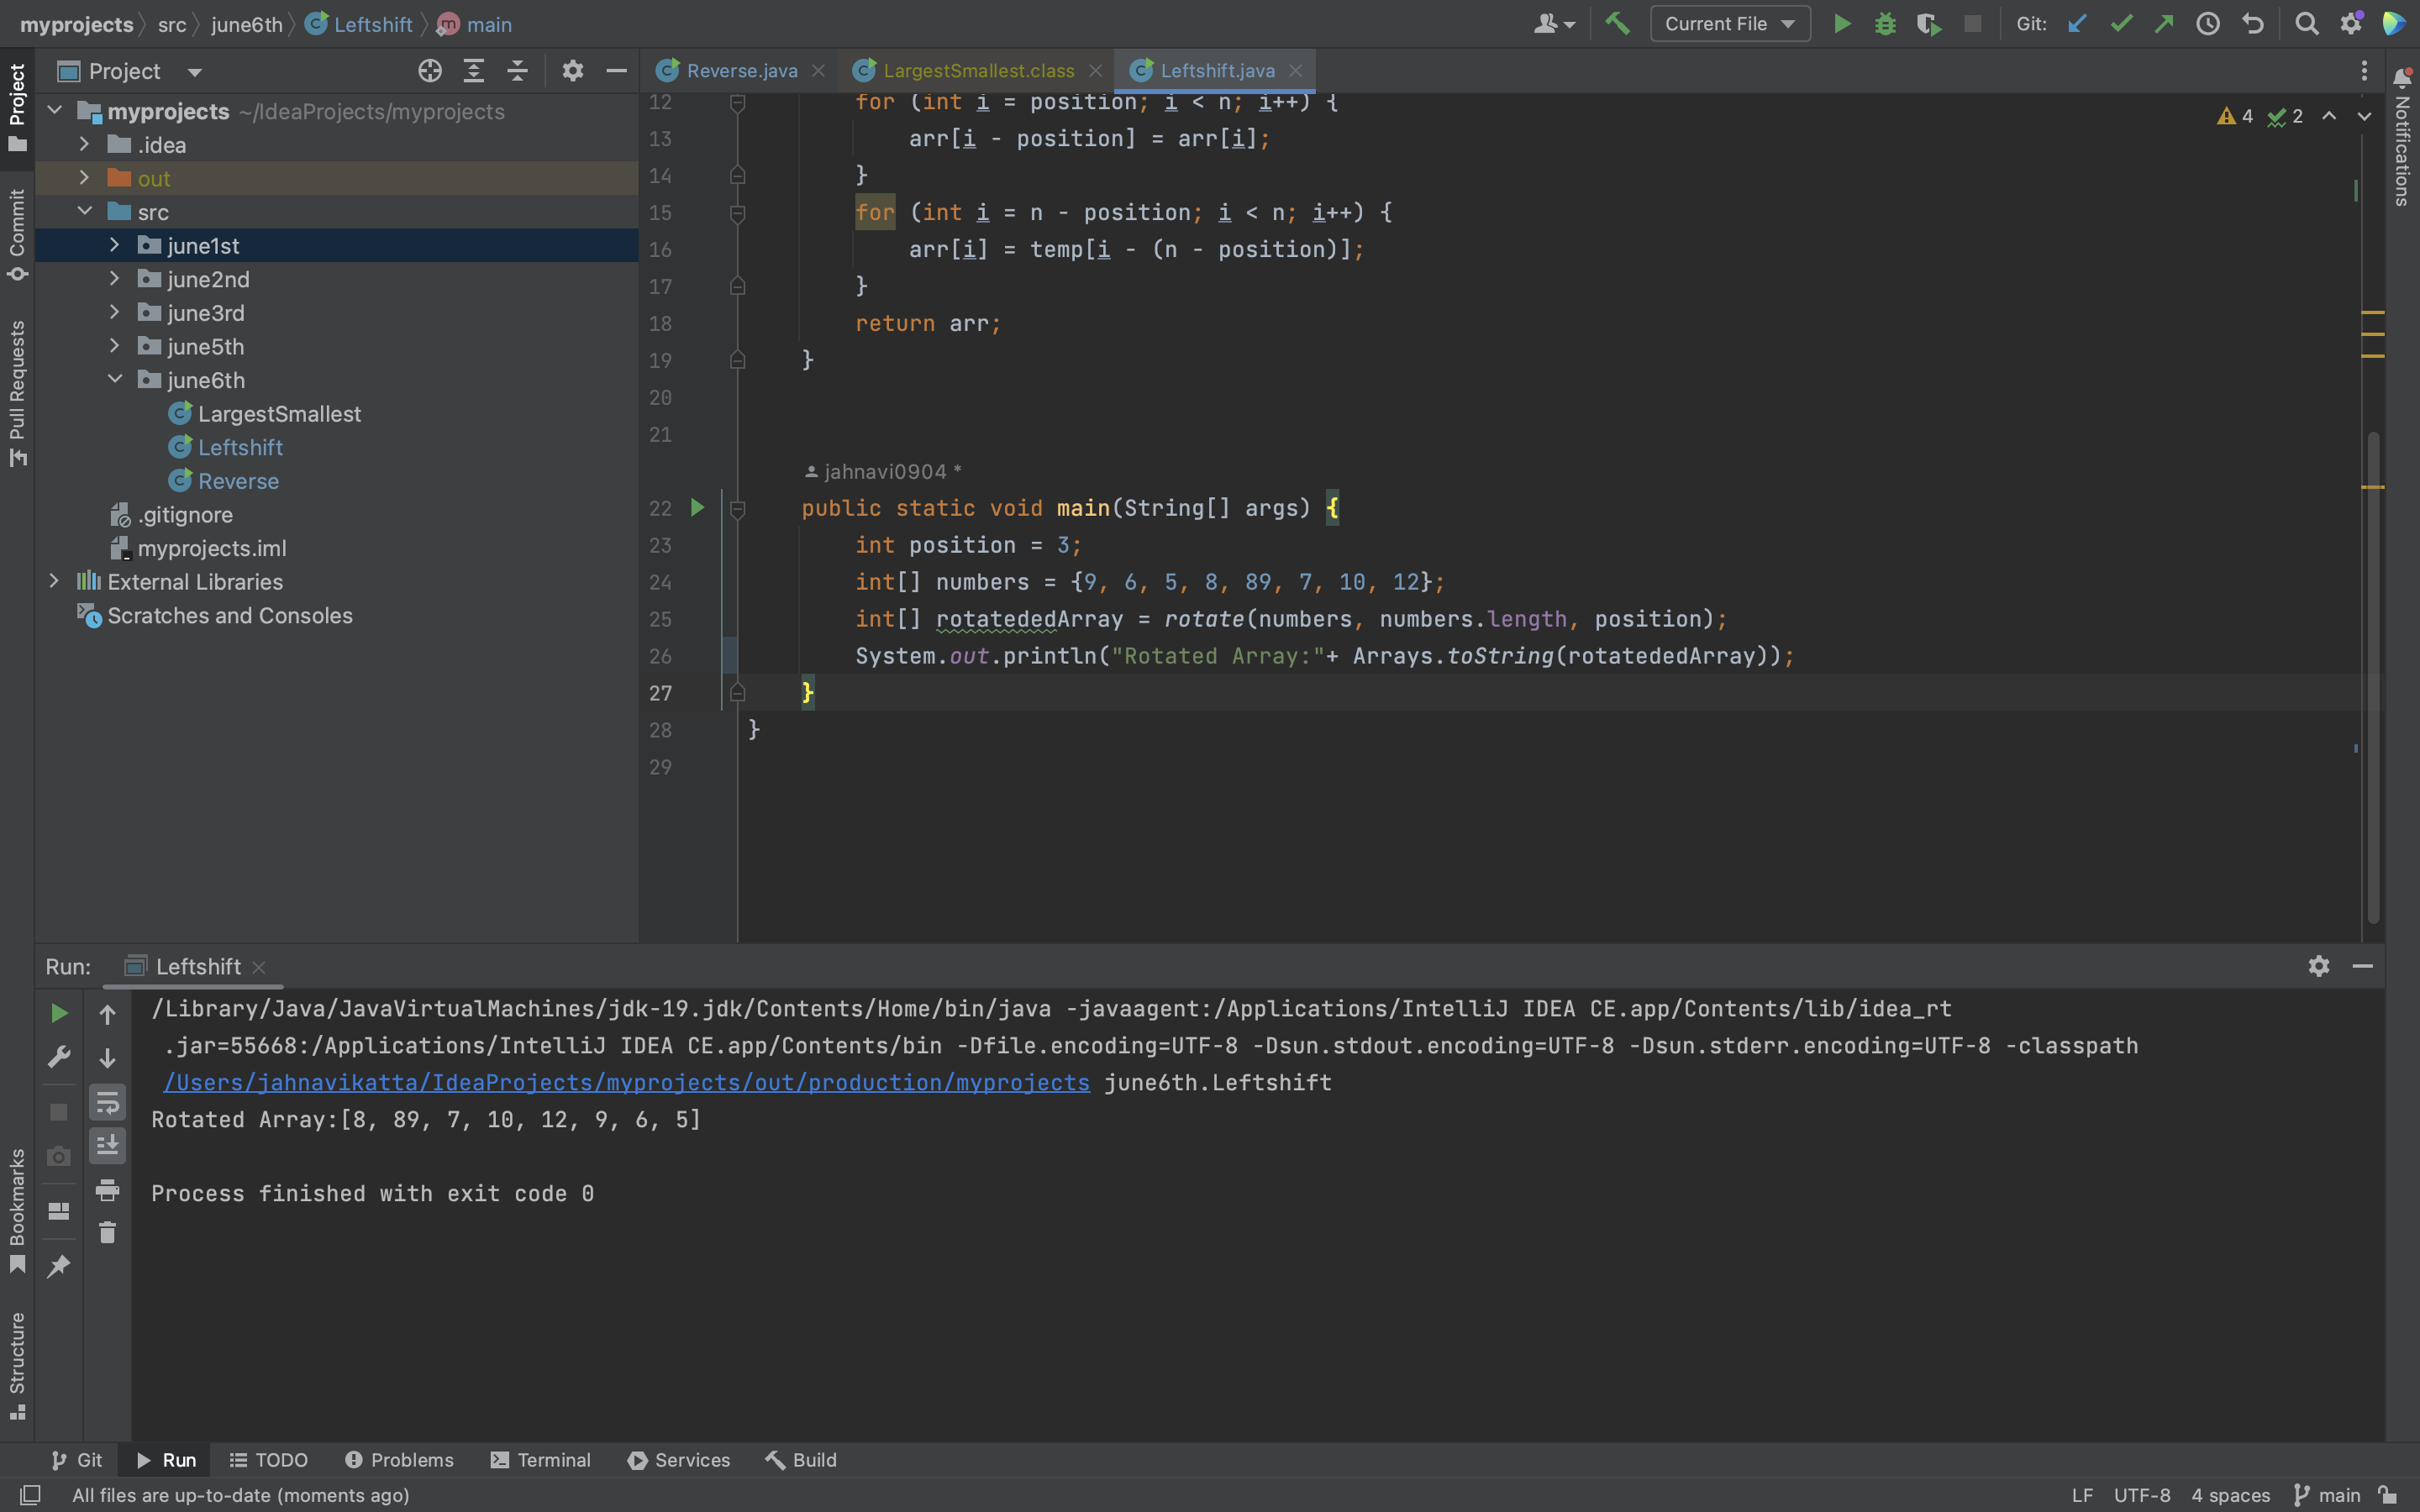 myprojects src june6th Leftshift main
Current File Git:
Project
Reverse.java LargestSmallest.class Leftshift.java
Project
Commit
Pull Requests
Bookmarks
Structure
Notifications
myprojects ~/IdeaProjects/myprojects
.idea
out
src
june1st
june2nd
june3rd
june5th
june6th
LargestSmallest
Leftshift
Reverse
.gitignore
myprojects.iml
External Libraries
Scratches and Consoles
4 2
12 for (int i = position; i < n; i++) {
13 arr[i - position] = arr[i];
14 }
15 for (int i = n - position; i < n; i++) {
16 arr[i] = temp[i - (n - position)];
17 }
18 return arr;
19 }
20
21
jahnavi0904 *
22 public static void main(String[] args) {
23 int position = 3;
24 int[] numbers = {9, 6, 5, 8, 89, 7, 10, 12};
25 int[] rotatededArray = rotate(numbers, numbers.length, position);
26 System.out.println("Rotated Array:"+ Arrays.toString(rotatededArray));
27 }
28 }
29
Run: Leftshift
/Library/Java/JavaVirtualMachines/jdk-19.jdk/Contents/Home/bin/java -javaagent:/Applications/IntelliJ IDEA CE.app/Contents/lib/idea_rt
.jar=55668:/Applications/IntelliJ IDEA CE.app/Contents/bin -Dfile.encoding=UTF-8 -Dsun.stdout.encoding=UTF-8 -Dsun.stderr.encoding=UTF-8 -classpath
/Users/jahnavikatta/IdeaProjects/myprojects/out/production/myprojects june6th.Leftshift
Rotated Array:[8, 89, 7, 10, 12, 9, 6, 5]
Process finished with exit code 0
Git Run TODO Problems Terminal Services Build
All files are up-to-date (moments ago) LF UTF-8 4 spaces main